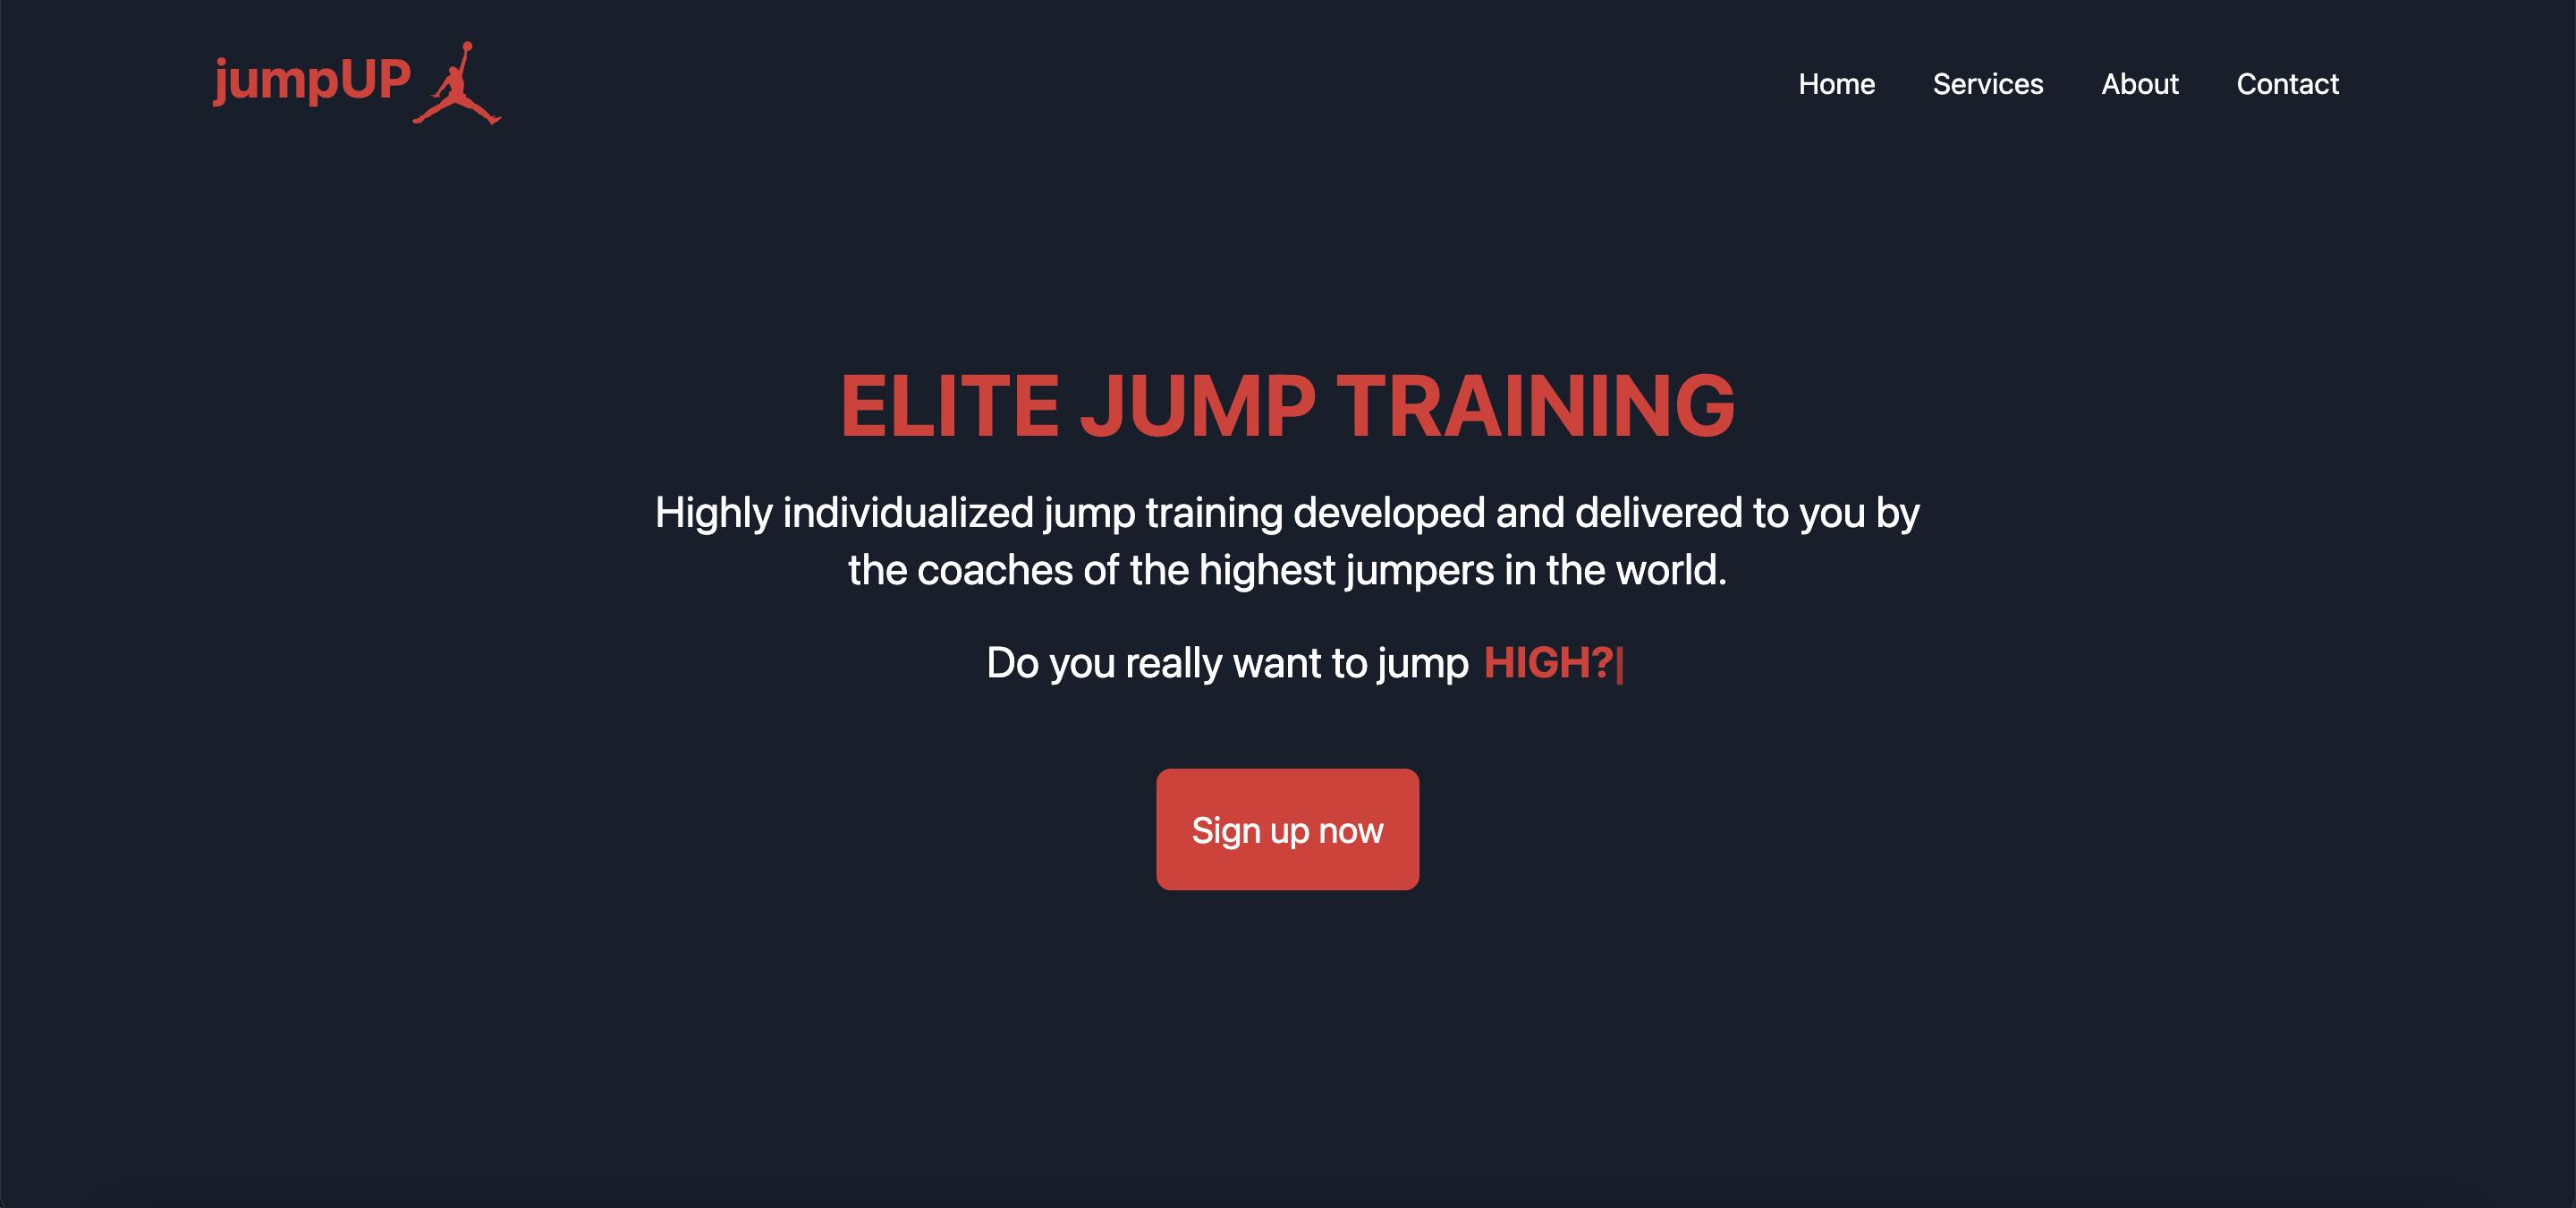 jumpUP
Home Services About Contact
ELITE JUMP TRAINING
Highly individualized jump training developed and delivered to you by
the coaches of the highest jumpers in the world.
Do you really want to jump HIGH?|
Sign up now